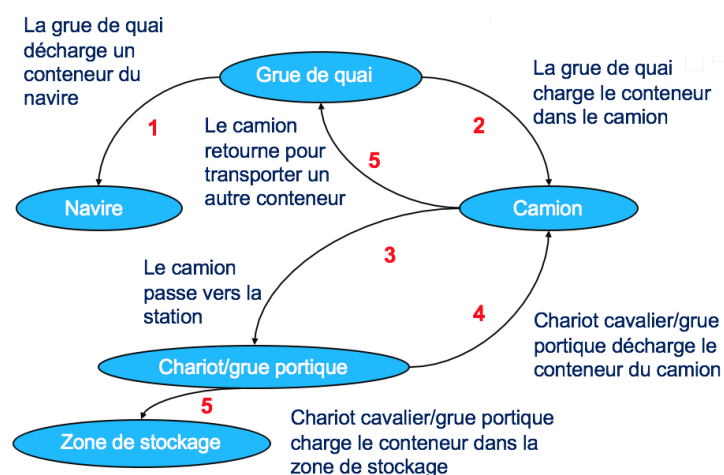 La grue de quai
décharge un
conteneur du
navire
Grue de quai
La grue de quai
charge le conteneur
dans le camion
1
2
Le camion
retourne pour
transporter un
autre conteneur
5
Navire
Camion
3
Le camion
passe vers la
station
4
Chariot cavalier/grue
portique décharge le
conteneur du camion
Chariot/grue portique
5
Chariot cavalier/grue portique
charge le conteneur dans la
zone de stockage
Zone de stockage